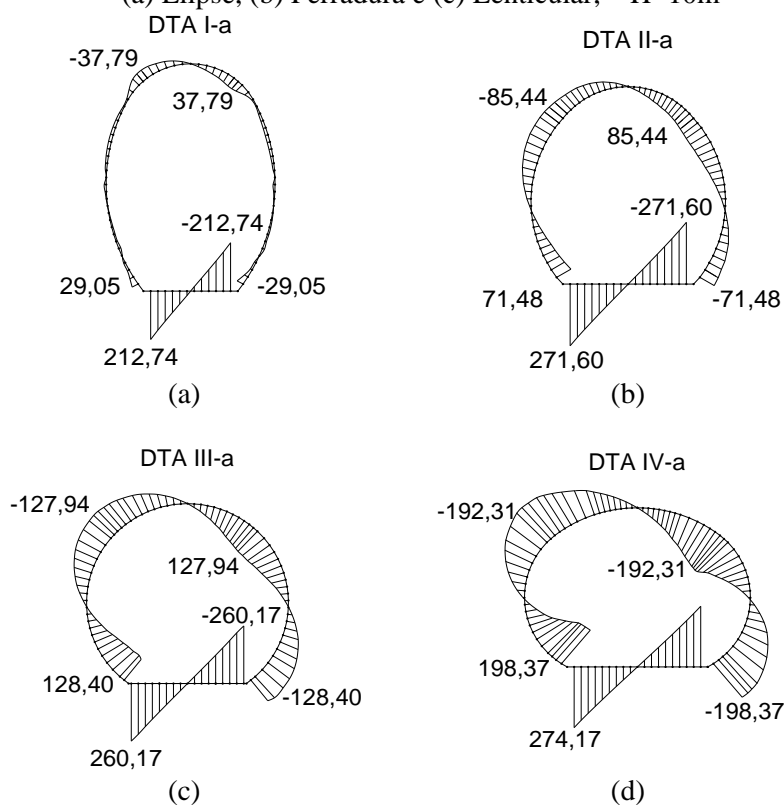 (a) Elipse, (b) Ferradura e (c) Lenticular, H=10m
DTA I-a
-37,79
37,79
-212,74
29,05
-29,05
212,74
(a)
DTA II-a
-85,44
85,44
-271,60
71,48
-71,48
271,60
(b)
DTA III-a
-127,94
127,94
-260,17
128,40
-128,40
260,17
(c)
DTA IV-a
-192,31
-192,31
198,37
-198,37
274,17
(d)